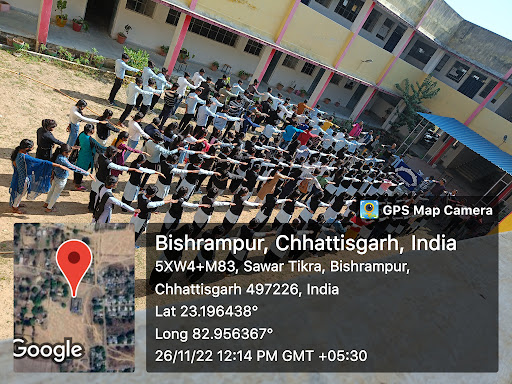 GPS Map Camera
Bishrampur, Chhattisgarh, India
5XW4+M83, Sawar Tikra, Bishrampur,
Chhattisgarh 497226, India
Lat 23.196438°
Long 82.956367°
26/11/22 12:14 PM GMT +05:30
Google